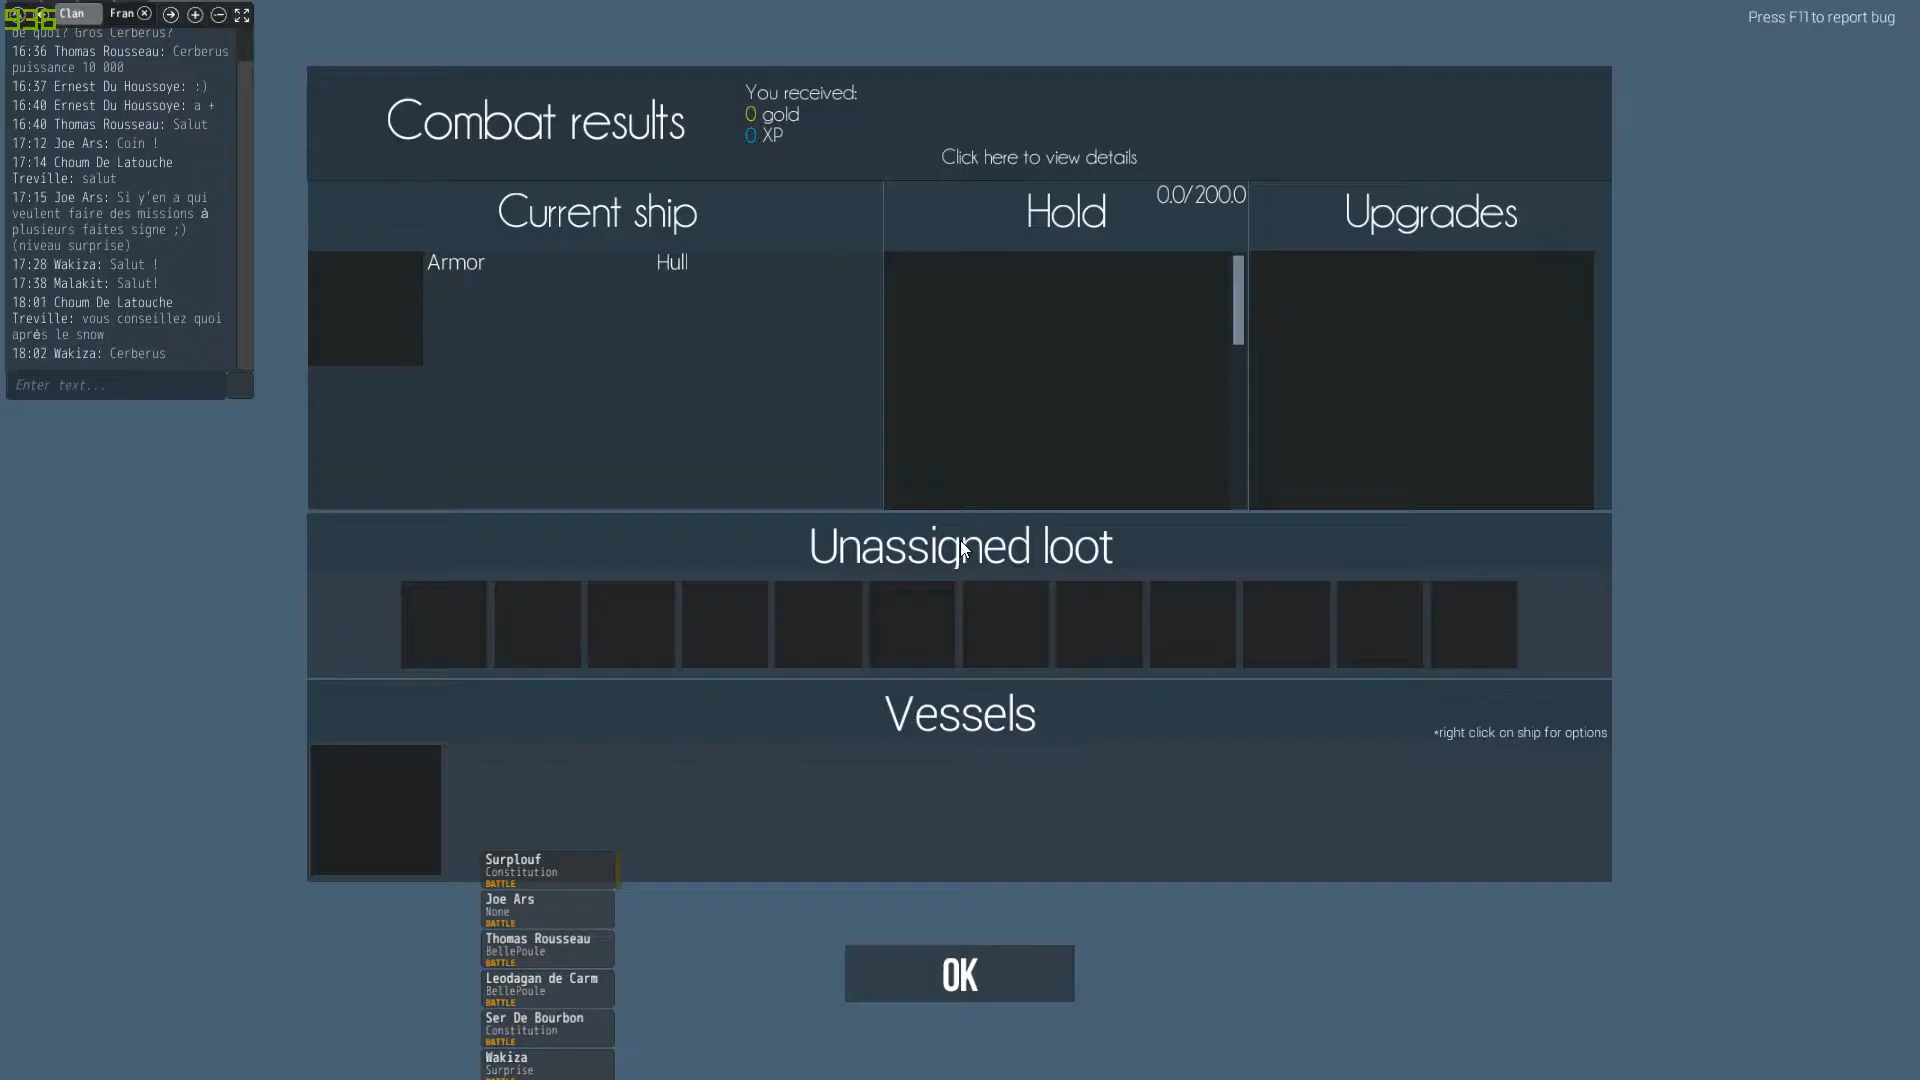 936
Clan
Fran
Press F11 to report bug
de quoi? Gros Cerberus?
16:36 Thomas Rousseau: Cerberus
puissance 10 000
16:37 Ernest Du Houssoye: :)
16:40 Ernest Du Houssoye: a +
16:40 Thomas Rousseau: Salut
17:12 Joe Ars: Coin !
17:14 Choum De Latouche
Treville: salut
17:15 Joe Ars: Si y'en a qui
veulent faire des missions à
plusieurs faites signe ;)
(niveau surprise)
17:28 Wakiza: Salut !
17:38 Malakit: Salut!
18:01 Choum De Latouche
Treville: vous conseillez quoi
après le snow
18:02 Wakiza: Cerberus
Enter text...
Combat results
You received:
0 gold
0 XP
Click here to view details
Current ship
Hold
0.0/200.0
Upgrades
Armor
Hull
Unassigned loot
Vessels
*right click on ship for options
Surplouf
Constitution
BATTLE
Joe Ars
None
BATTLE
Thomas Rousseau
BellePoule
BATTLE
Leodagan de Carm
BellePoule
BATTLE
Ser De Bourbon
Constitution
BATTLE
Wakiza
Surprise
OK